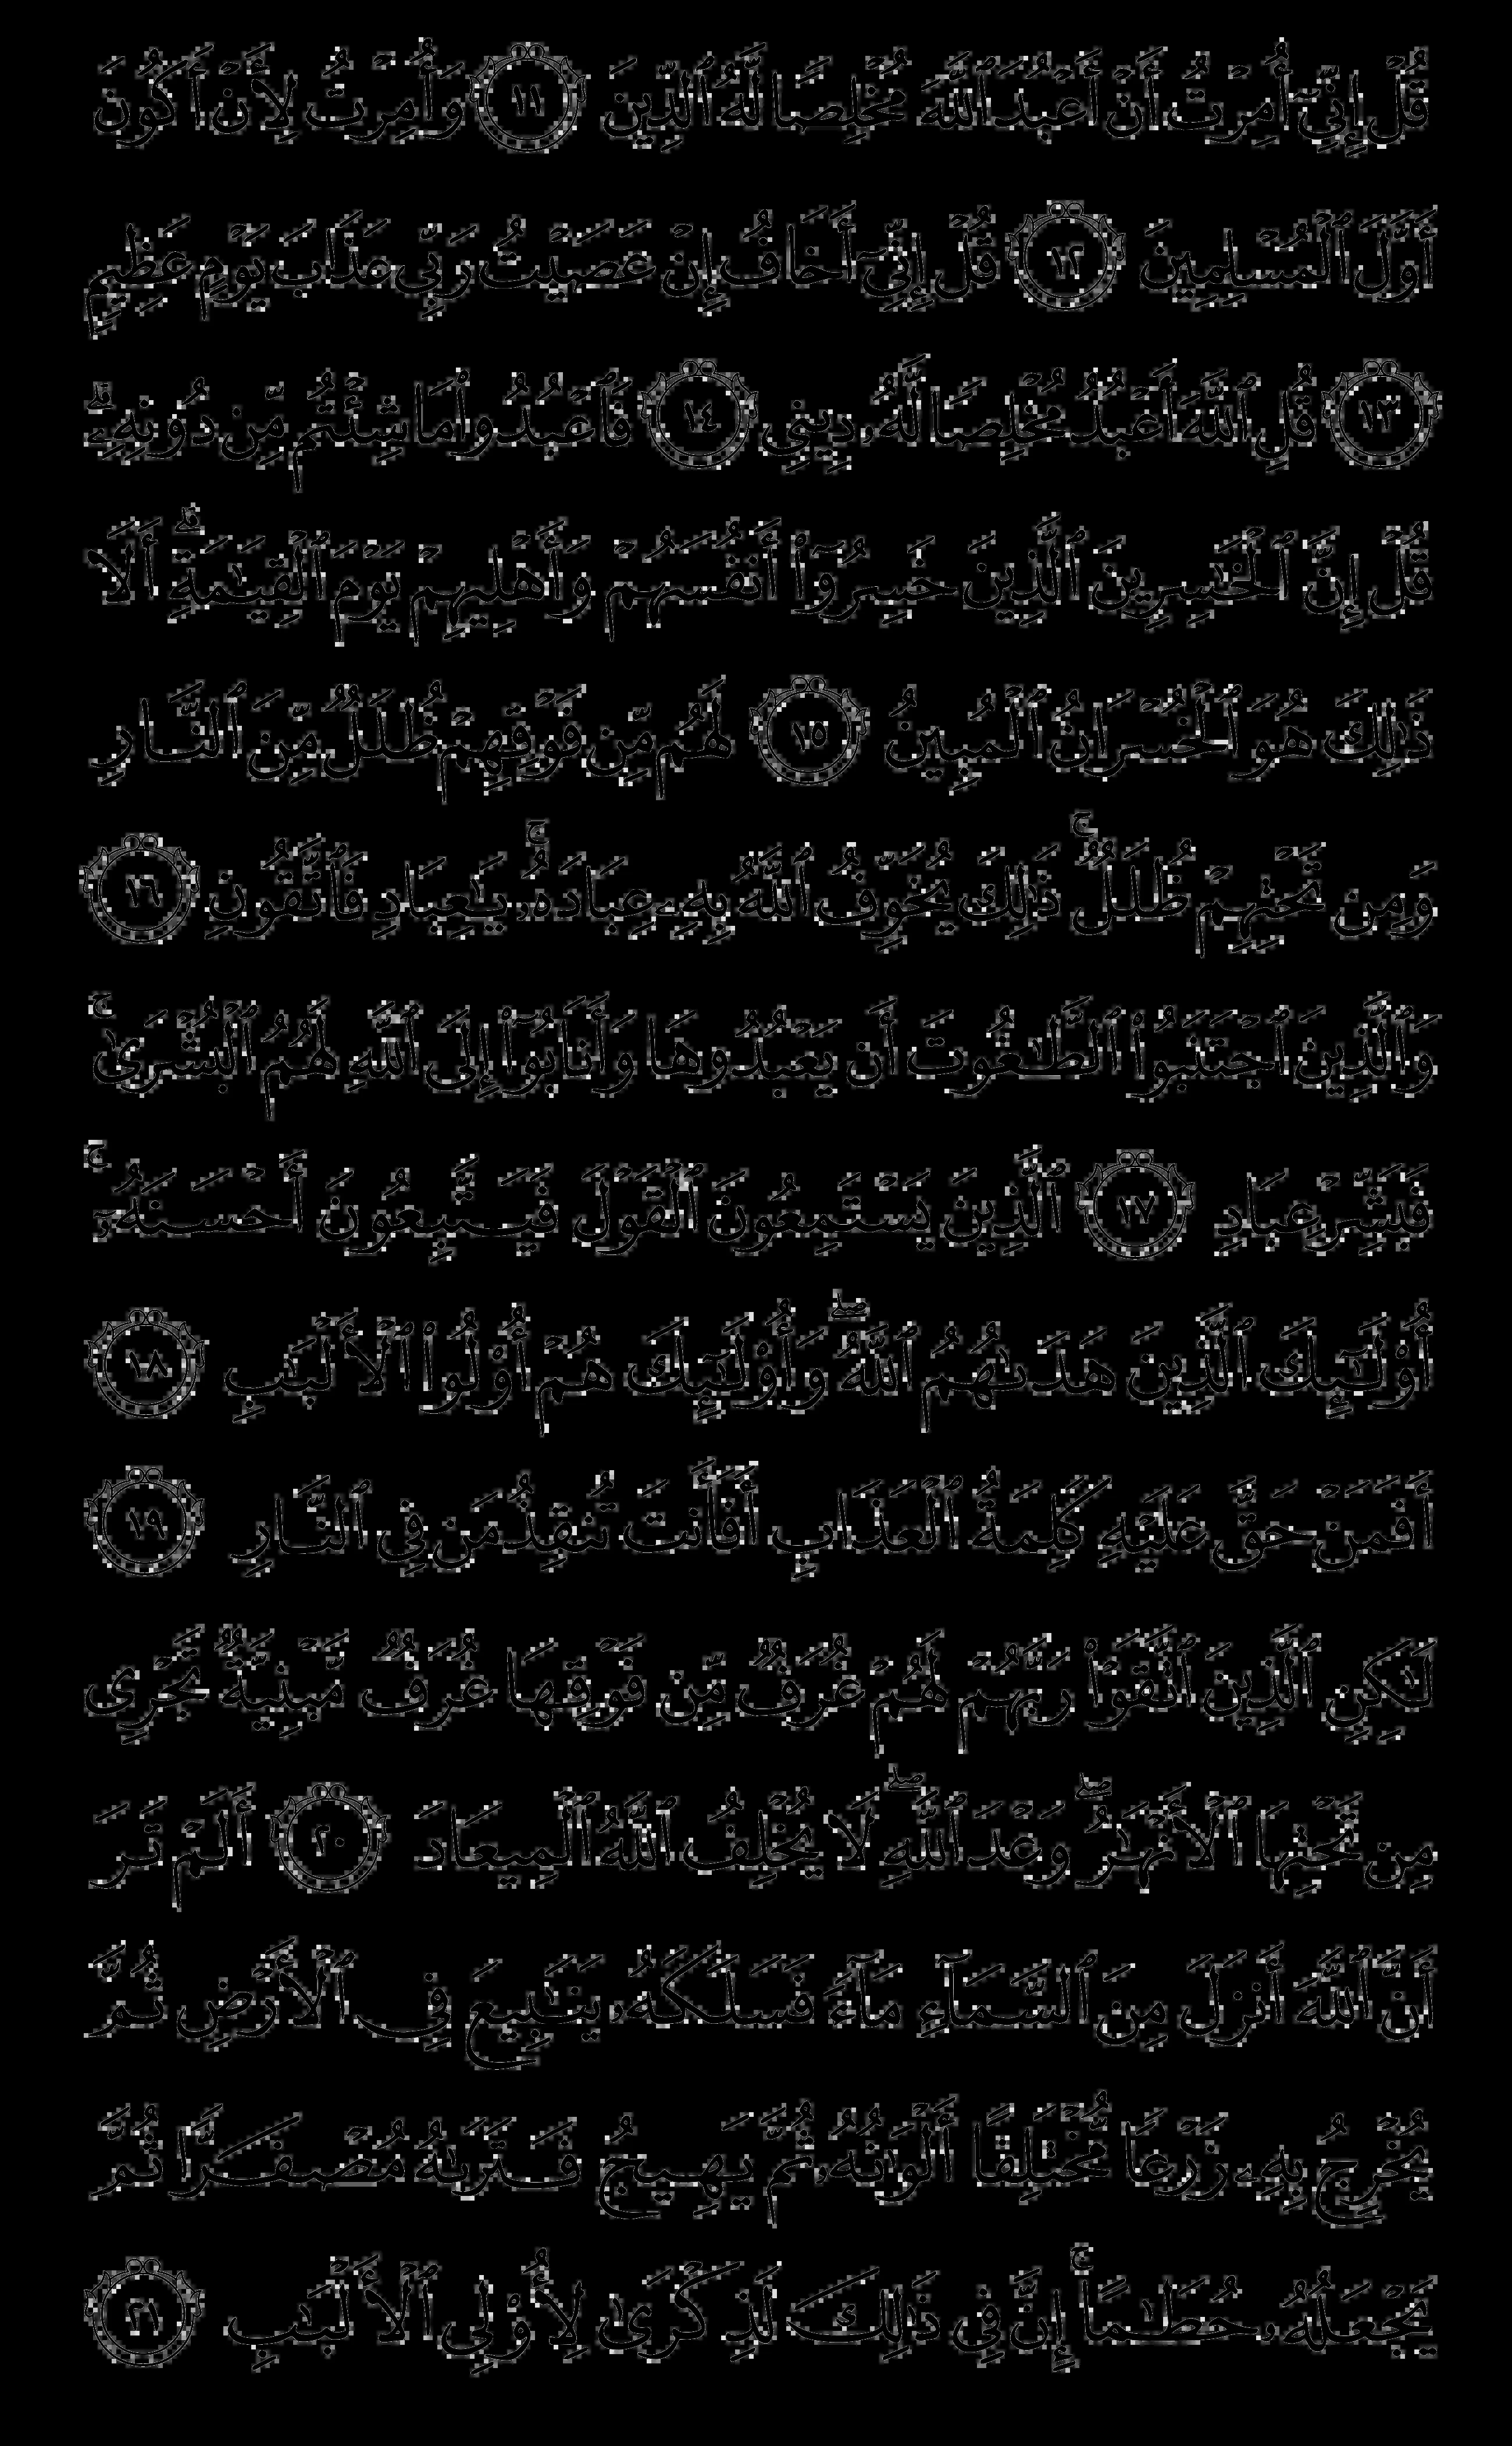 قُلْ إِنِّىٓ أُمِرْتُ أَنْ أَعْبُدَ ٱللَّهَ مُخْلِصًا لَّهُ ٱلدِّينَ ١١ وَأُمِرْتُ لِأَنْ أَكُونَ
أَوَّلَ ٱلْمُسْلِمِينَ ١٢ قُلْ إِنِّىٓ أَخَافُ إِنْ عَصَيْتُ رَبِّى عَذَابَ يَوْمٍ عَظِيمٍ
١٣ قُلِ ٱللَّهَ أَعْبُدُ مُخْلِصًا لَّهُۥ دِينِى ١٤ فَٱعْبُدُوا۟ مَا شِئْتُم مِّن دُونِهِۦ ۗ
قُلْ إِنَّ ٱلْخَـٰسِرِينَ ٱلَّذِينَ خَسِرُوٓا۟ أَنفُسَهُمْ وَأَهْلِيهِمْ يَوْمَ ٱلْقِيَـٰمَةِ ۗ أَلَا
ذَٰلِكَ هُوَ ٱلْخُسْرَانُ ٱلْمُبِينُ ١٥ لَهُم مِّن فَوْقِهِمْ ظُلَلٌ مِّنَ ٱلنَّارِ
وَمِن تَحْتِهِمْ ظُلَلٌ ۚ ذَٰلِكَ يُخَوِّفُ ٱللَّهُ بِهِۦ عِبَادَهُۥ ۚ يَـٰعِبَادِ فَٱتَّقُونِ ١٦
وَٱلَّذِينَ ٱجْتَنَبُوا۟ ٱلطَّـٰغُوتَ أَن يَعْبُدُوهَا وَأَنَابُوٓا۟ إِلَى ٱللَّهِ لَهُمُ ٱلْبُشْرَىٰ ۚ
فَبَشِّرْ عِبَادِ ١٧ ٱلَّذِينَ يَسْتَمِعُونَ ٱلْقَوْلَ فَيَتَّبِعُونَ أَحْسَنَهُۥٓ ۚ
أُو۟لَـٰٓئِكَ ٱلَّذِينَ هَدَىٰهُمُ ٱللَّهُ ۖ وَأُو۟لَـٰٓئِكَ هُمْ أُو۟لُوا۟ ٱلْأَلْبَـٰبِ ١٨
أَفَمَنْ حَقَّ عَلَيْهِ كَلِمَةُ ٱلْعَذَابِ أَفَأَنتَ تُنقِذُ مَن فِى ٱلنَّارِ ١٩
لَـٰكِنِ ٱلَّذِينَ ٱتَّقَوْا۟ رَبَّهُمْ لَهُمْ غُرَفٌ مِّن فَوْقِهَا غُرَفٌ مَّبْنِيَّةٌ تَجْرِى
مِن تَحْتِهَا ٱلْأَنْهَـٰرُ ۖ وَعْدَ ٱللَّهِ ۖ لَا يُخْلِفُ ٱللَّهُ ٱلْمِيعَادَ ٢٠ أَلَمْ تَرَ
أَنَّ ٱللَّهَ أَنزَلَ مِنَ ٱلسَّمَآءِ مَآءً فَسَلَكَهُۥ يَنَـٰبِيعَ فِى ٱلْأَرْضِ ثُمَّ
يُخْرِجُ بِهِۦ زَرْعًا مُّخْتَلِفًا أَلْوَٰنُهُۥ ثُمَّ يَهِيجُ فَتَرَىٰهُ مُصْفَرًّا ثُمَّ
يَجْعَلُهُۥ حُطَـٰمًا ۚ إِنَّ فِى ذَٰلِكَ لَذِكْرَىٰ لِأُو۟لِى ٱلْأَلْبَـٰبِ ٢١